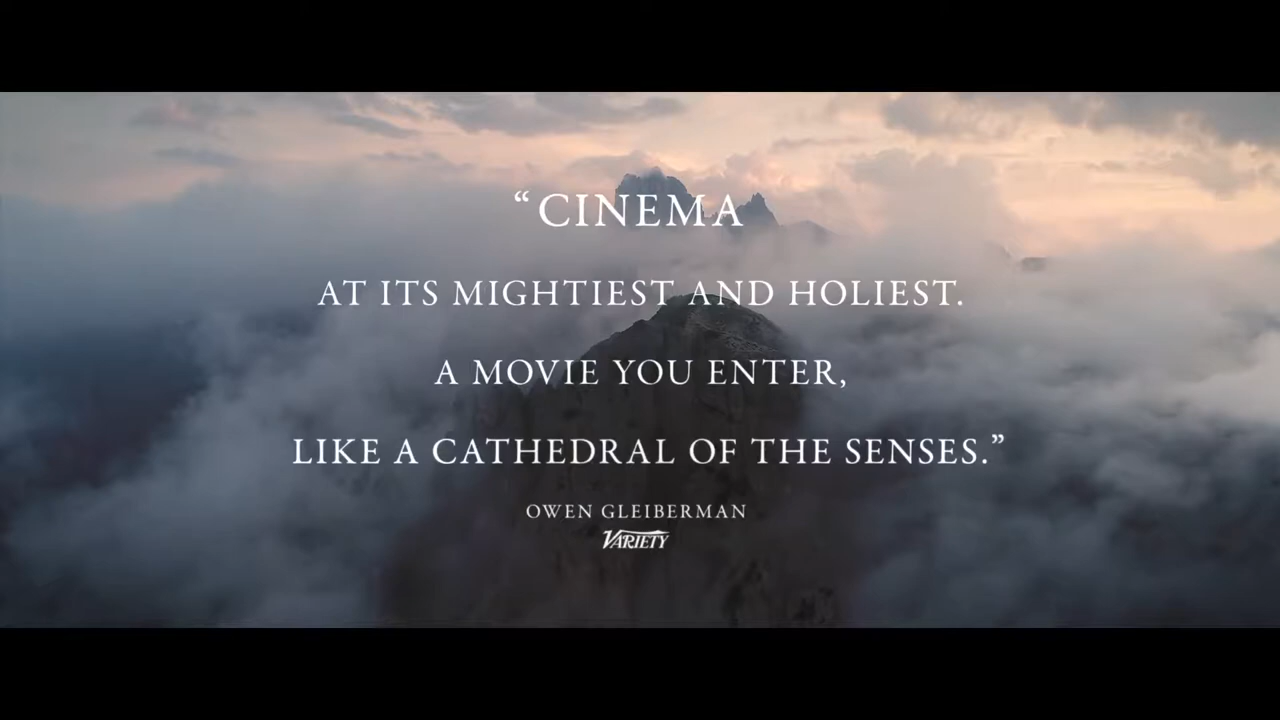 “CINEMA
AT ITS MIGHTIEST AND HOLIEST.
A MOVIE YOU ENTER,
LIKE A CATHEDRAL OF THE SENSES.”
OWEN GLEIBERMAN
VARIETY